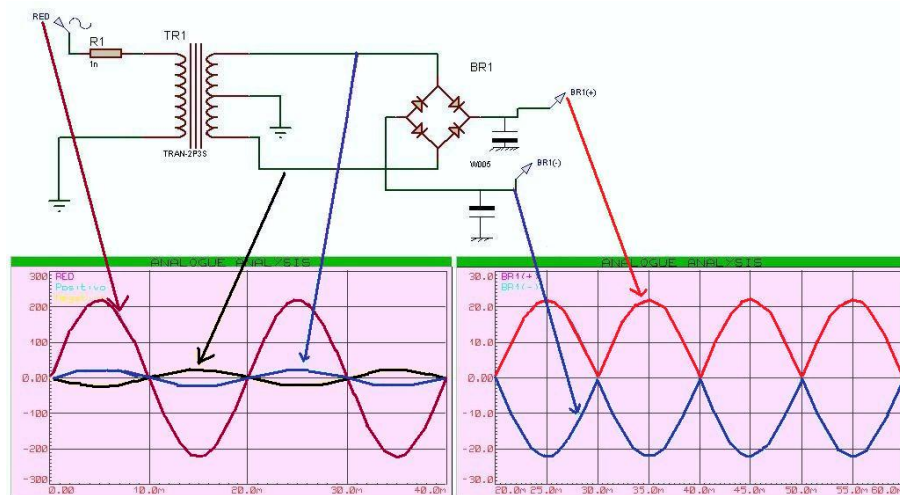 RED
R1
1n
TR1
TRAN-2P3S
BR1
W005
BR1(+)
BR1(-)
ANALOGUE ANALYSIS
300
200
100
0.00
-100
-200
-300
RED
Positivo
0.00
10.0m
20.0m
30.0m
40.0m
ANALOGUE ANALYSIS
30.0
20.0
10.0
0.00
-10.0
-20.0
-30.0
BR1(+)
BR1(-)
20.0m
25.0m
30.0m
35.0m
40.0m
45.0m
50.0m
55.0m
60.0m